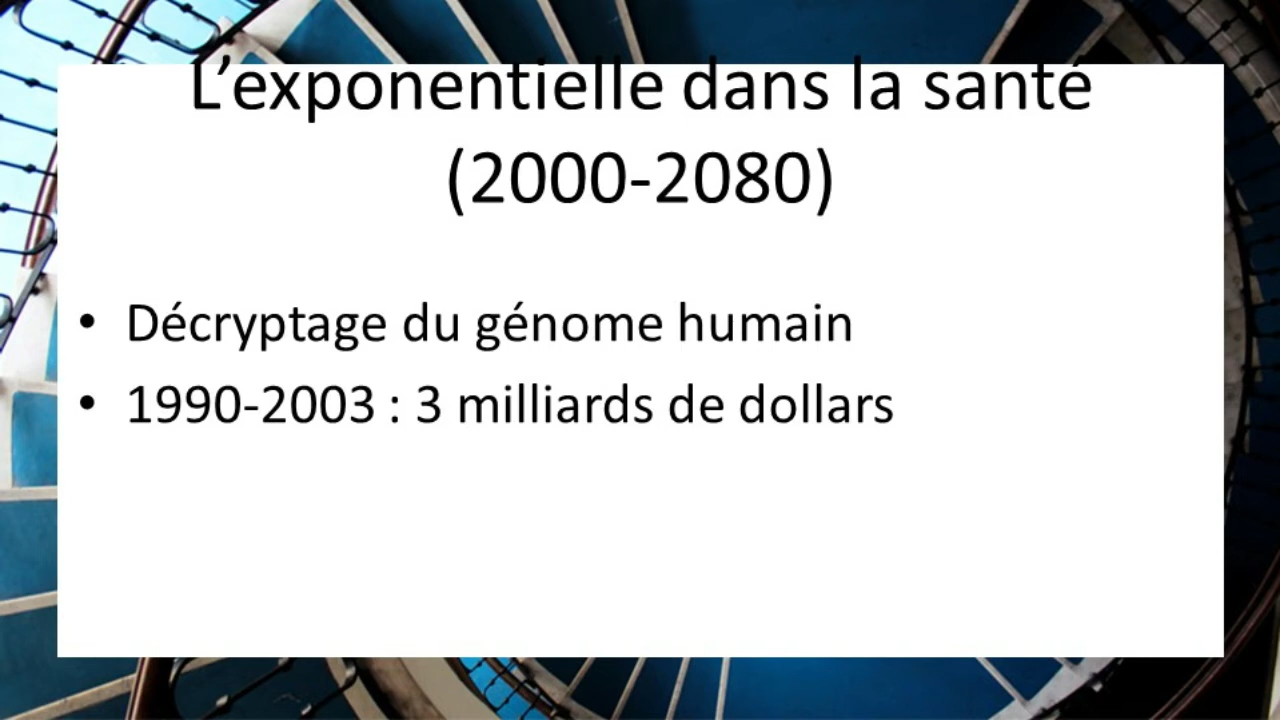 L’exponentielle dans la santé
(2000-2080)
• Décryptage du génome humain
• 1990-2003 : 3 milliards de dollars